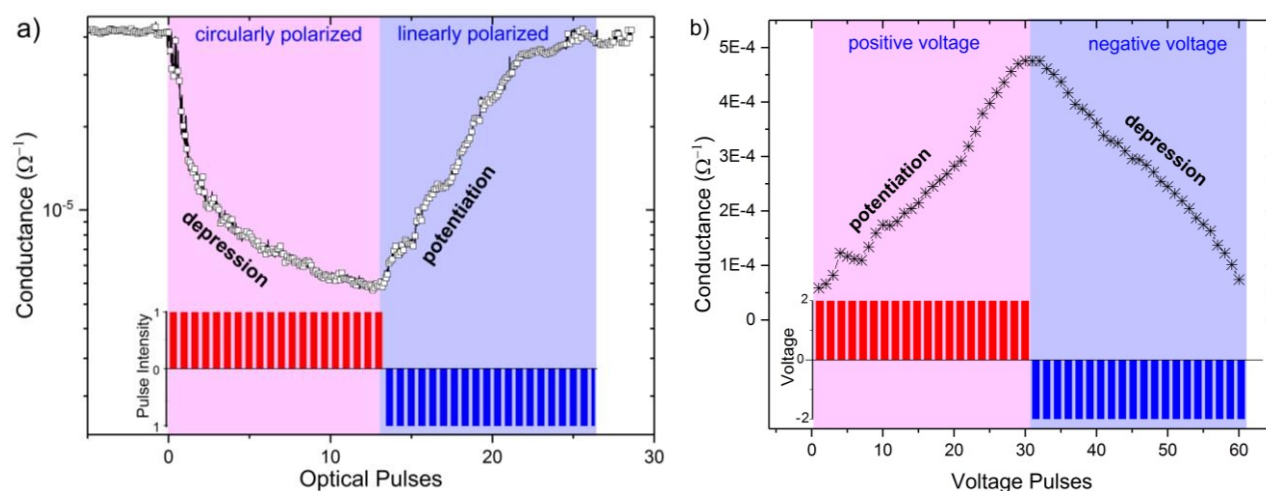 a)
circularly polarized
linearly polarized
Conductance (Ω⁻¹)
10⁻⁵
depression
potentiation
Pulse Intensity
1
0
1
0
10
20
30
Optical Pulses
b)
positive voltage
negative voltage
Conductance (Ω⁻¹)
5E-4
4E-4
3E-4
2E-4
1E-4
0
potentiation
depression
Voltage
2
0
-2
0
10
20
30
40
50
60
Voltage Pulses